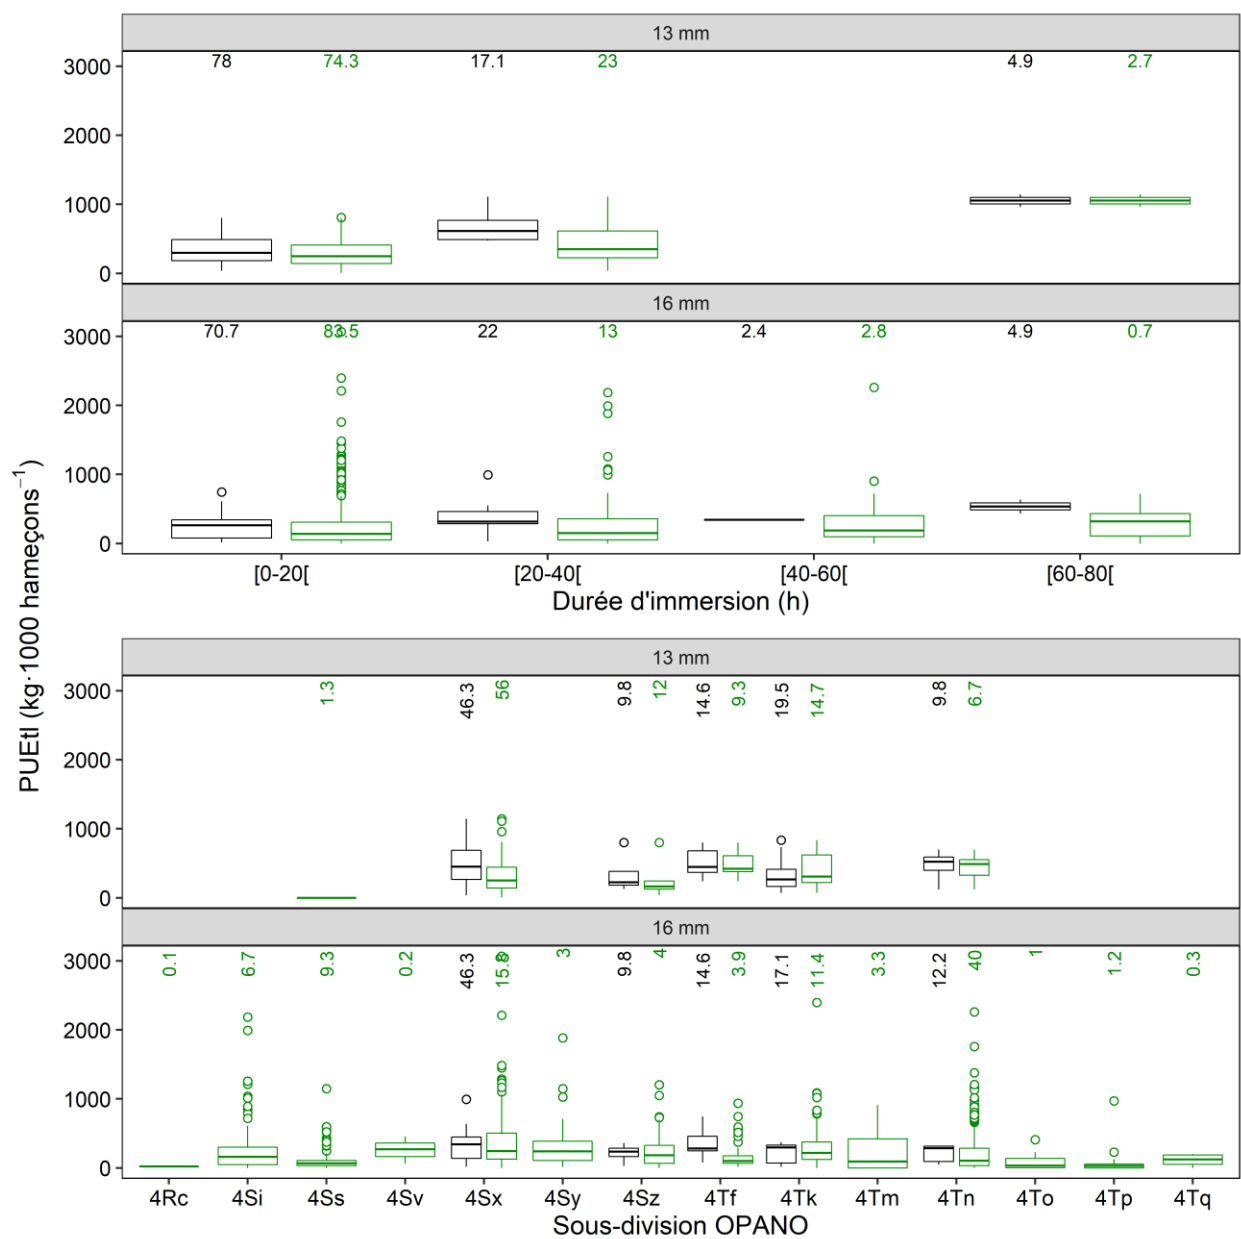 13 mm
78 74.3 17.1 23 4.9 2.7
3000
2000
1000
0
16 mm
70.7 83.5 22 13 2.4 2.8 4.9 0.7
3000
2000
1000
0
[0-20[ [20-40[ [40-60[ [60-80[
Durée d'immersion (h)
PUEtl (kg·1000 hameçons⁻¹)
13 mm
1.3 46.3 56 9.8 12 14.6 9.3 19.5 14.7 9.8 6.7
3000
2000
1000
0
16 mm
0.1 6.7 9.3 0.2 46.3 15.8 3 9.8 4 14.6 3.9 17.1 11.4 3.3 12.2 40 1 1.2 0.3
3000
2000
1000
0
4Rc 4Si 4Ss 4Sv 4Sx 4Sy 4Sz 4Tf 4Tk 4Tm 4Tn 4To 4Tp 4Tq
Sous-division OPANO